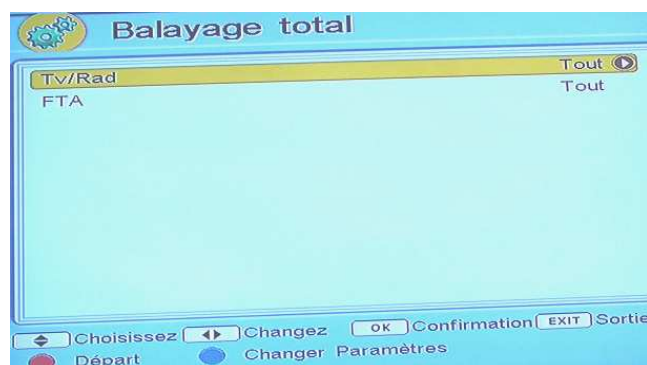 Balayage total
Tv/Rad Tout
FTA Tout
Choisissez Changez OK Confirmation EXIT Sortie
Départ Changer Paramètres